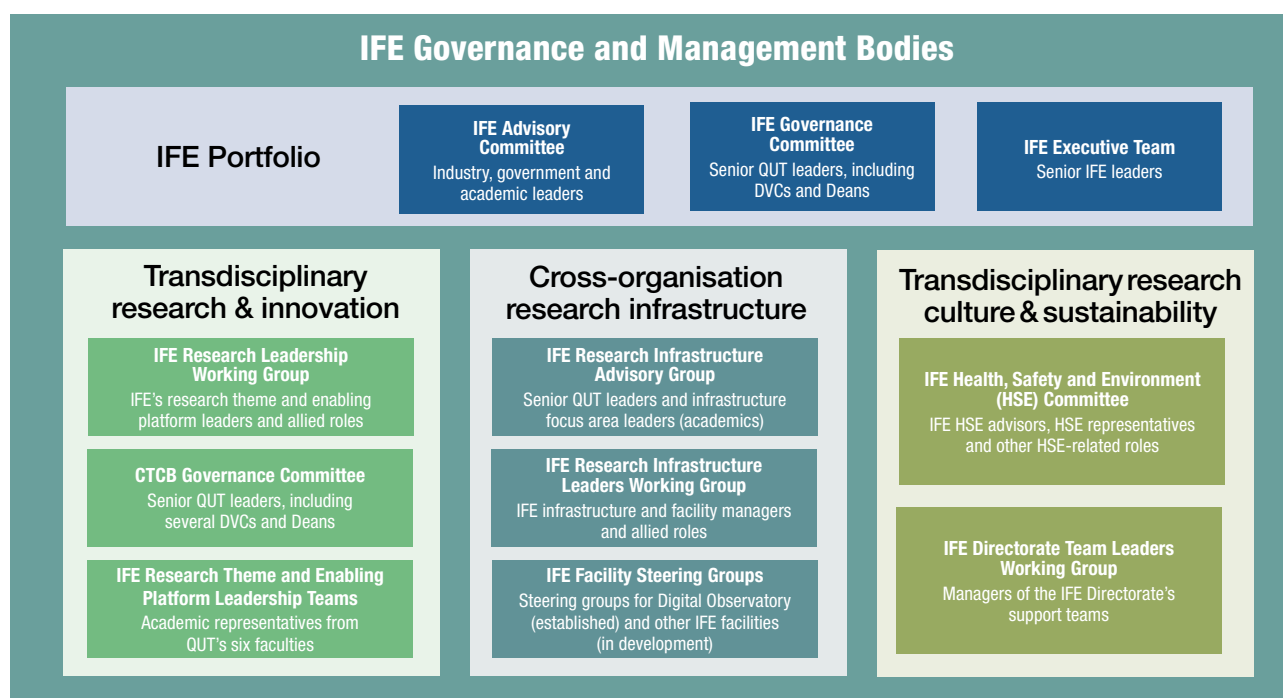 IFE Governance and Management Bodies
IFE Portfolio
IFE Advisory
Committee
Industry, government and
academic leaders
IFE Governance
Committee
Senior QUT leaders, including
DVCs and Deans
IFE Executive Team
Senior IFE leaders
Transdisciplinary
research & innovation
IFE Research Leadership
Working Group
IFE's research theme and enabling
platform leaders and allied roles
CTCB Governance Committee
Senior QUT leaders, including
several DVCs and Deans
IFE Research Theme and Enabling
Platform Leadership Teams
Academic representatives from
QUT's six faculties
Cross-organisation
research infrastructure
IFE Research Infrastructure
Advisory Group
Senior QUT leaders and infrastructure
focus area leaders (academics)
IFE Research Infrastructure
Leaders Working Group
IFE infrastructure and facility managers
and allied roles
IFE Facility Steering Groups
Steering groups for Digital Observatory
(established) and other IFE facilities
(in development)
Transdisciplinary research
culture & sustainability
IFE Health, Safety and Environment
(HSE) Committee
IFE HSE advisors, HSE representatives
and other HSE-related roles
IFE Directorate Team Leaders
Working Group
Managers of the IFE Directorate's
support teams